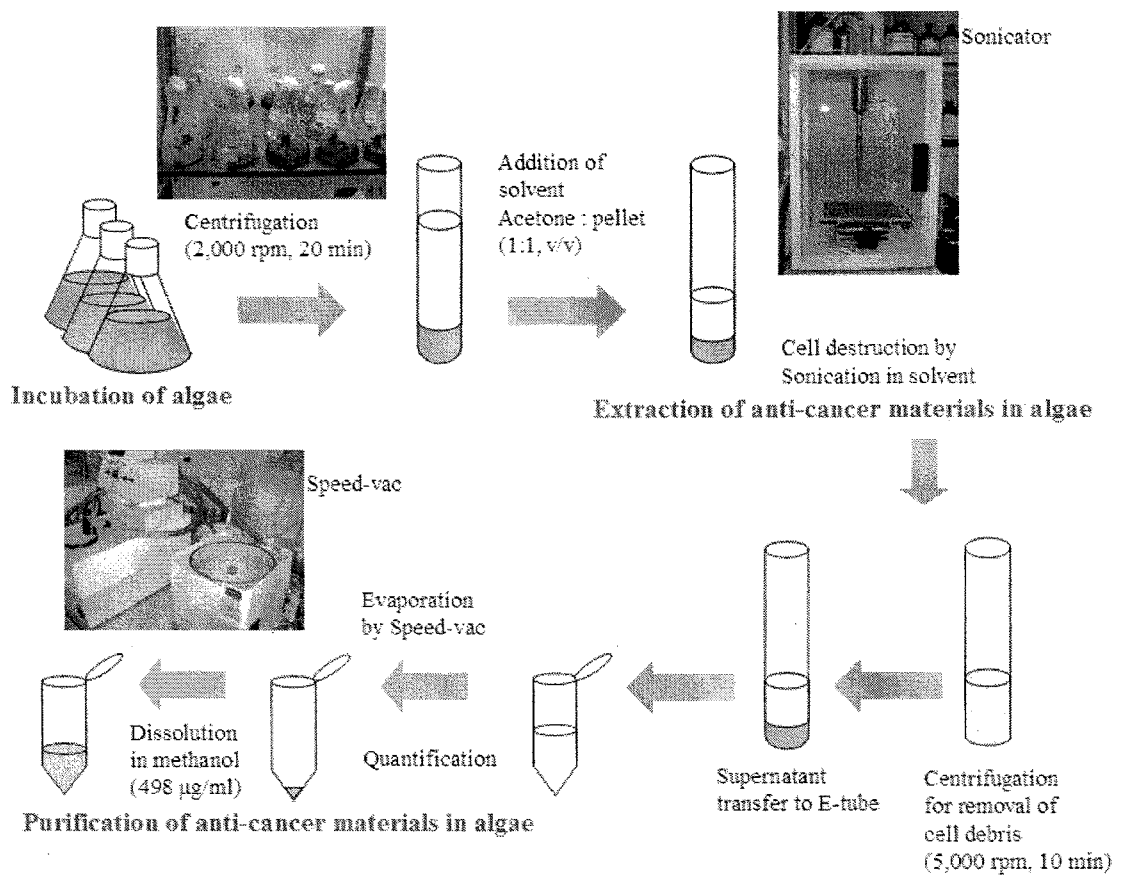 Sonicator
Centrifugation
(2,000 rpm, 20 min)
Addition of
solvent
Acetone : pellet
(1:1, v/v)
Cell destruction by
Sonication in solvent
Incubation of algae
Extraction of anti-cancer materials in algae
Speed-vac
Evaporation
by Speed-vac
Dissolution
in methanol
(498 μg/ml)
Quantification
Supernatant
transfer to E-tube
Centrifugation
for removal of
cell debris
(5,000 rpm, 10 min)
Purification of anti-cancer materials in algae